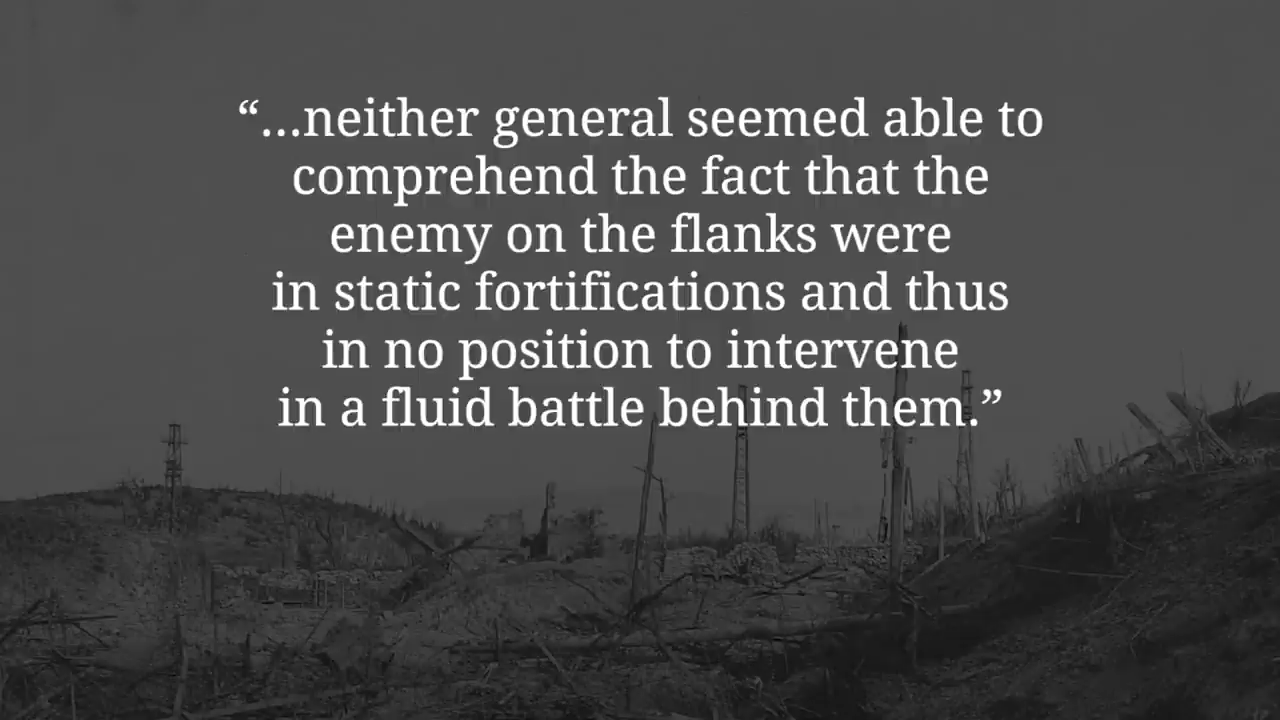 “…neither general seemed able to
comprehend the fact that the
enemy on the flanks were
in static fortifications and thus
in no position to intervene
in a fluid battle behind them.”